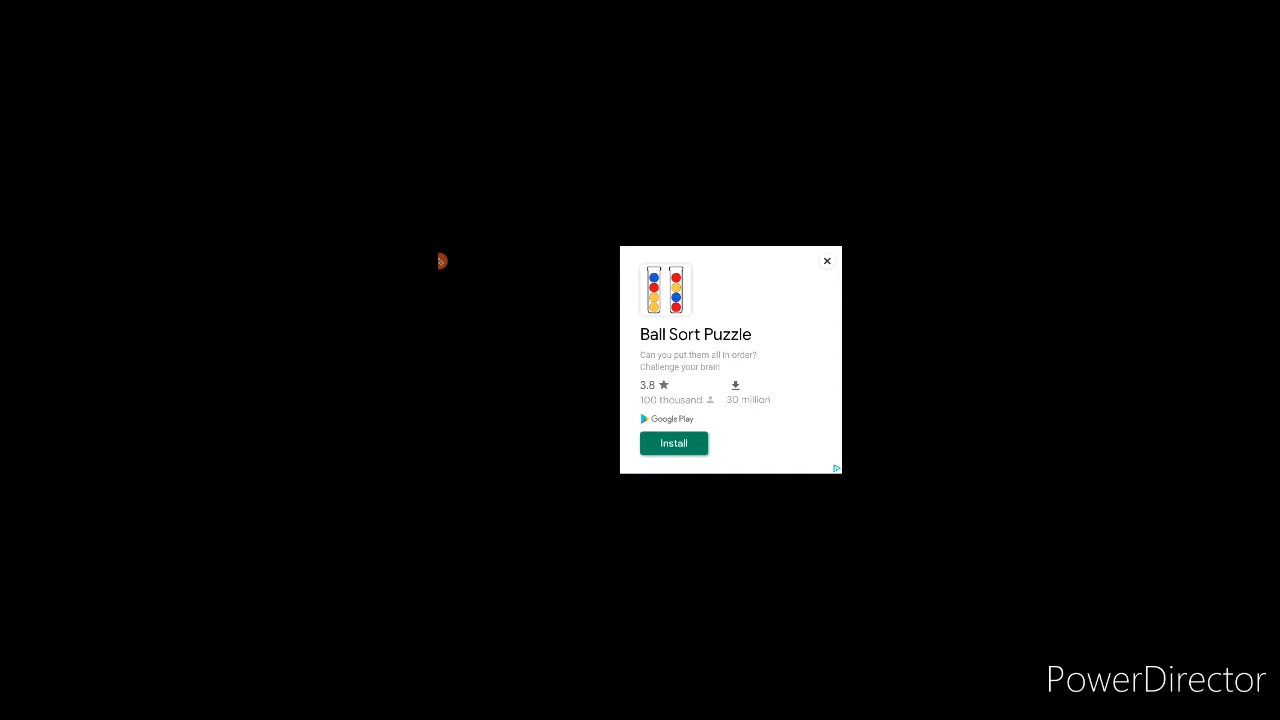 Ball Sort Puzzle
Can you put them all in order?
Challenge your brain
3.8
100 thousand 30 million
Google Play
Install
PowerDirector